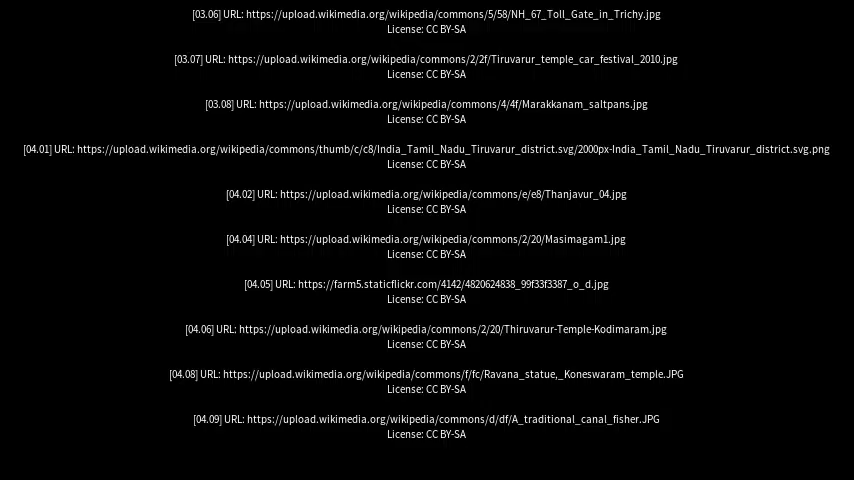 [03.06] URL: https://upload.wikimedia.org/wikipedia/commons/5/58/NH_67_Toll_Gate_in_Trichy.jpg
License: CC BY-SA
[03.07] URL: https://upload.wikimedia.org/wikipedia/commons/2/2f/Tiruvarur_temple_car_festival_2010.jpg
License: CC BY-SA
[03.08] URL: https://upload.wikimedia.org/wikipedia/commons/4/4f/Marakkanam_saltpans.jpg
License: CC BY-SA
[04.01] URL: https://upload.wikimedia.org/wikipedia/commons/thumb/c/c8/India_Tamil_Nadu_Tiruvarur_district.svg/2000px-India_Tamil_Nadu_Tiruvarur_district.svg.png
License: CC BY-SA
[04.02] URL: https://upload.wikimedia.org/wikipedia/commons/e/e8/Thanjavur_04.jpg
License: CC BY-SA
[04.04] URL: https://upload.wikimedia.org/wikipedia/commons/2/20/Masimagam1.jpg
License: CC BY-SA
[04.05] URL: https://farm5.staticflickr.com/4142/4820624838_99f33f3387_o_d.jpg
License: CC BY-SA
[04.06] URL: https://upload.wikimedia.org/wikipedia/commons/2/20/Thiruvarur-Temple-Kodimaram.jpg
License: CC BY-SA
[04.08] URL: https://upload.wikimedia.org/wikipedia/commons/f/fc/Ravana_statue,_Koneswaram_temple.JPG
License: CC BY-SA
[04.09] URL: https://upload.wikimedia.org/wikipedia/commons/d/df/A_traditional_canal_fisher.JPG
License: CC BY-SA